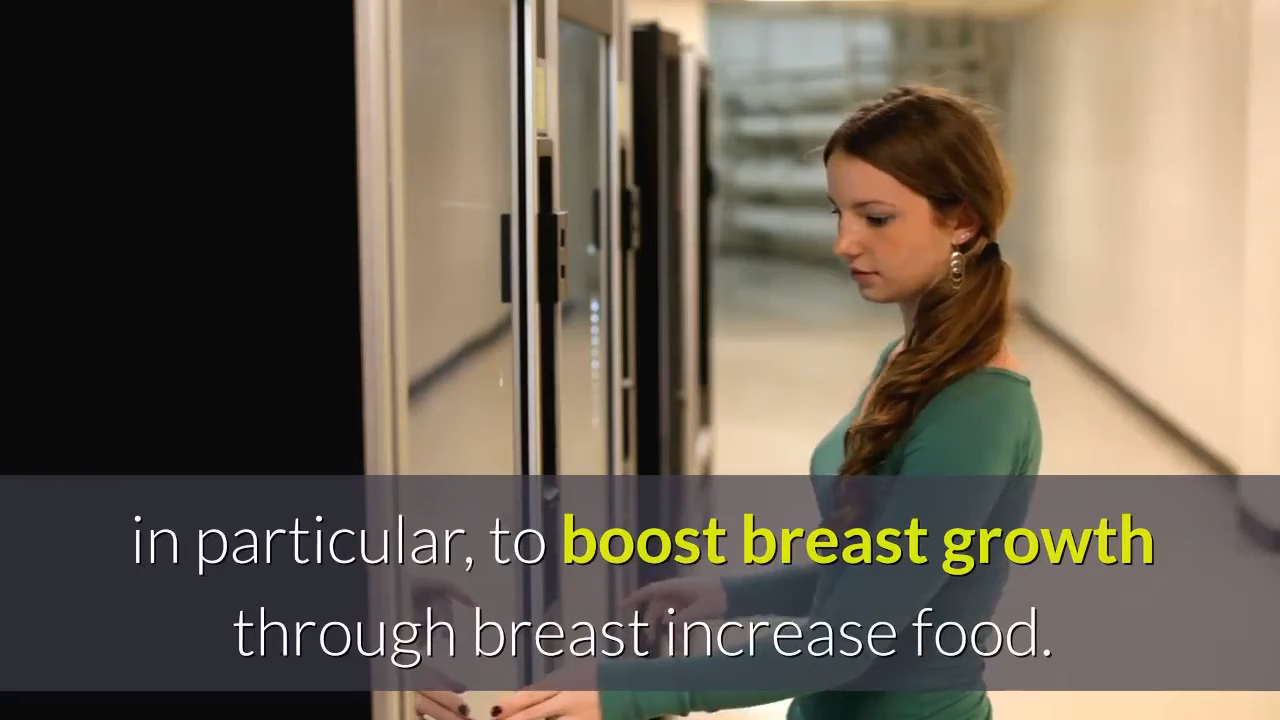 in particular, to boost breast growth
through breast increase food.